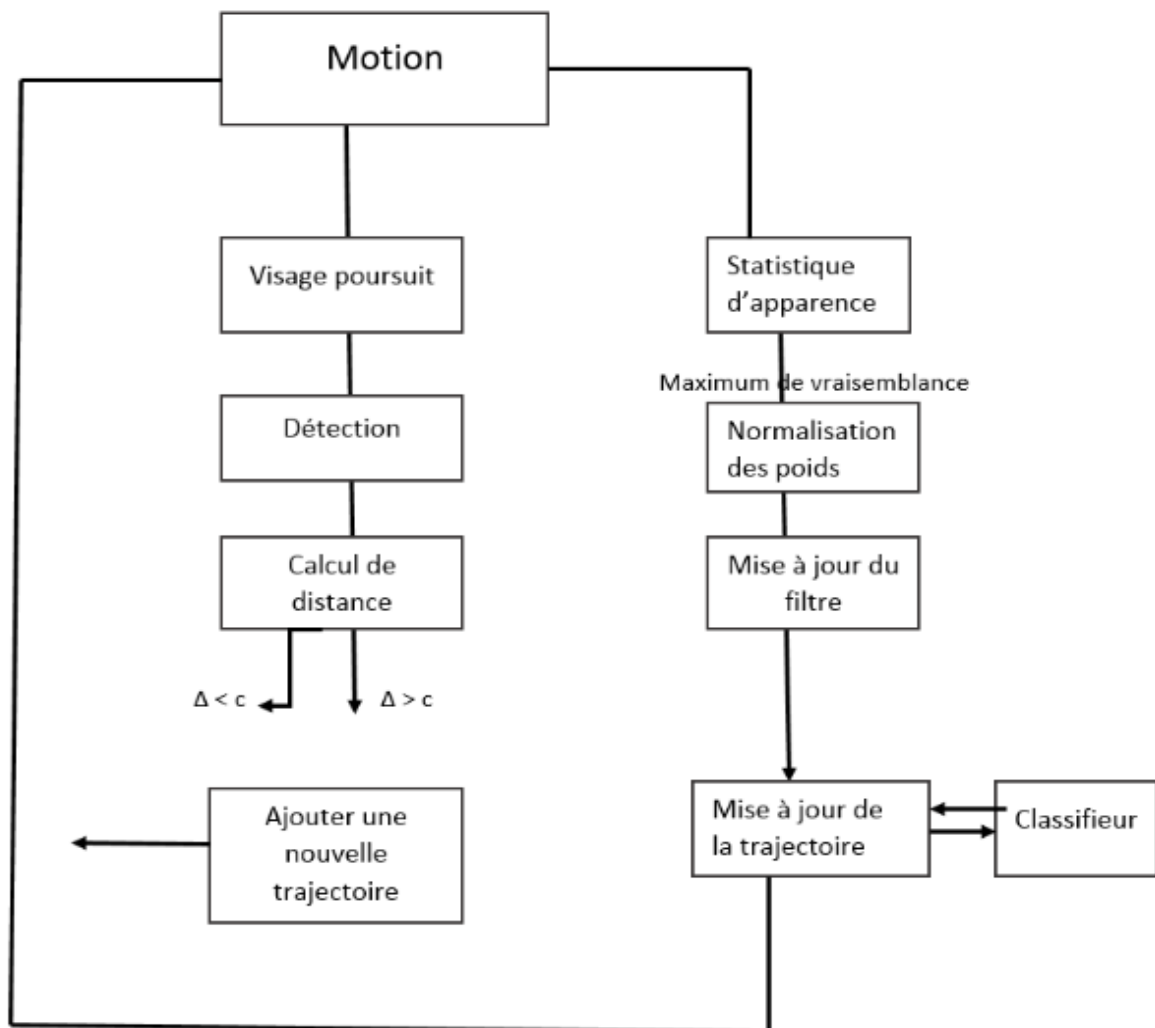 Motion
Visage poursuit
Détection
Calcul de
distance
Δ < c
Δ > c
Ajouter une
nouvelle
trajectoire
Statistique
d’apparence
Maximum de vraisemblance
Normalisation
des poids
Mise à jour du
filtre
Mise à jour de
la trajectoire
Classifieur